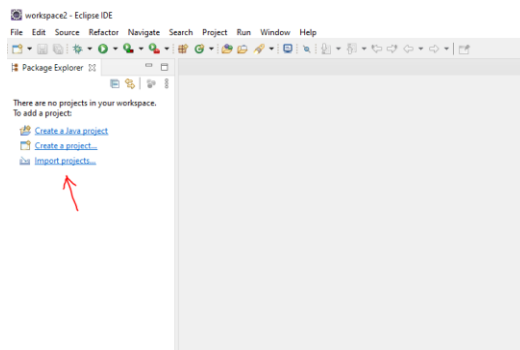 workspace2 - Eclipse IDE
File Edit Source Refactor Navigate Search Project Run Window Help
Package Explorer
There are no projects in your workspace.
To add a project:
Create a Java project
Create a project...
Import projects...